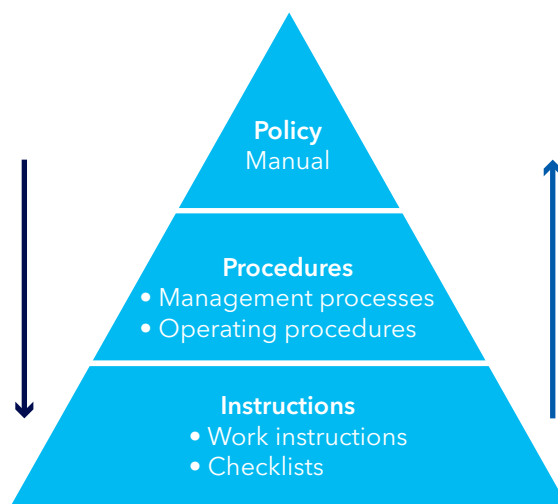 Policy
Manual
Procedures
• Management processes
• Operating procedures
Instructions
• Work instructions
• Checklists